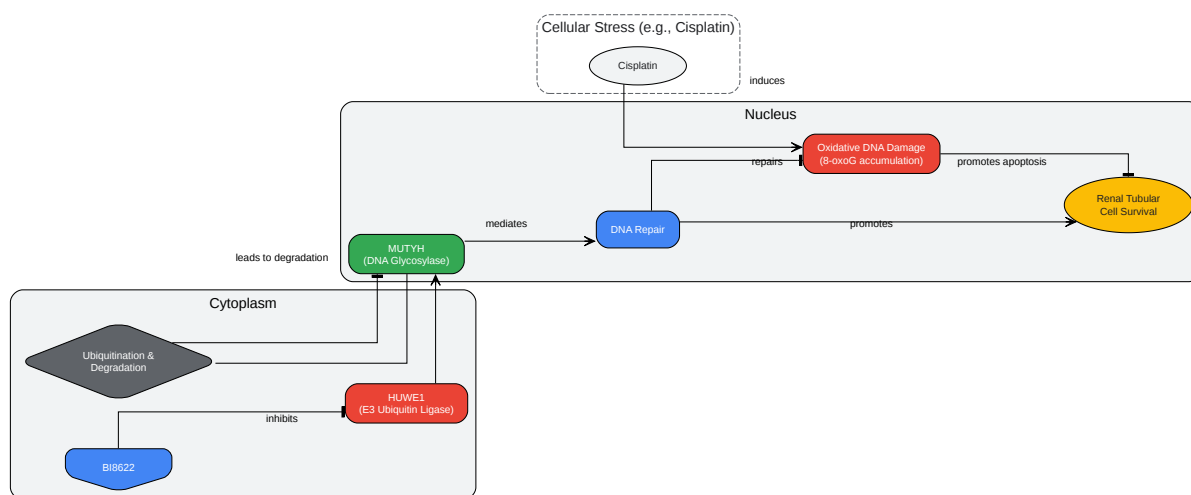 Cellular Stress (e.g., Cisplatin)
Cisplatin
induces
Nucleus
Oxidative DNA Damage
(8-oxoG accumulation)
repairs
promotes apoptosis
Renal Tubular
Cell Survival
mediates
DNA Repair
promotes
MUTYH
(DNA Glycosylase)
leads to degradation
Cytoplasm
Ubiquitination &
Degradation
HUWE1
(E3 Ubiquitin Ligase)
inhibits
BI8622